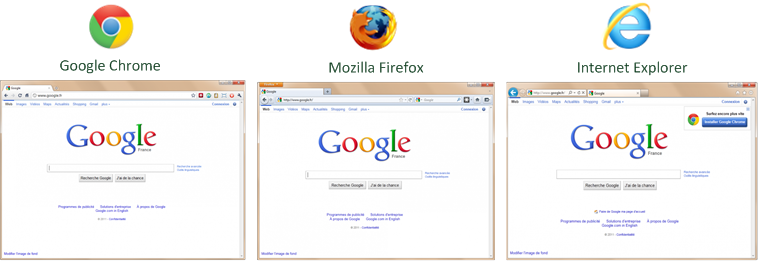 Google Chrome
Mozilla Firefox
Internet Explorer
Google
www.google.fr
Web Images Vidéos Maps Actualités Shopping Gmail plus
Connexion
Google
France
Recherche avancée
Outils linguistiques
Recherche Google J'ai de la chance
Programmes de publicité Solutions d'entreprise À propos de Google
Google.com in English
© 2011 - Confidentialité
Modifier l'image de fond
Firefox
Google
http://www.google.fr/
Google
Web Images Vidéos Maps Actualités Shopping Gmail plus
Connexion
Google
France
Recherche avancée
Outils linguistiques
Recherche Google J'ai de la chance
Programmes de publicité Solutions d'entreprise
À propos de Google Google.com in English
© 2011 - Confidentialité
Modifier l'image de fond
http://www.google.fr/
Google
Web Images Vidéos Maps Actualités Shopping Gmail plus
Connexion
Surfez encore plus vite
Installer Google Chrome
Google
France
Recherche avancée
Outils linguistiques
Recherche Google J'ai de la chance
Faire de Google ma page d'accueil
Programmes de publicité Solutions d'entreprise À propos de Google
Google.com in English
© 2011 - Confidentialité
Modifier l'image de fond